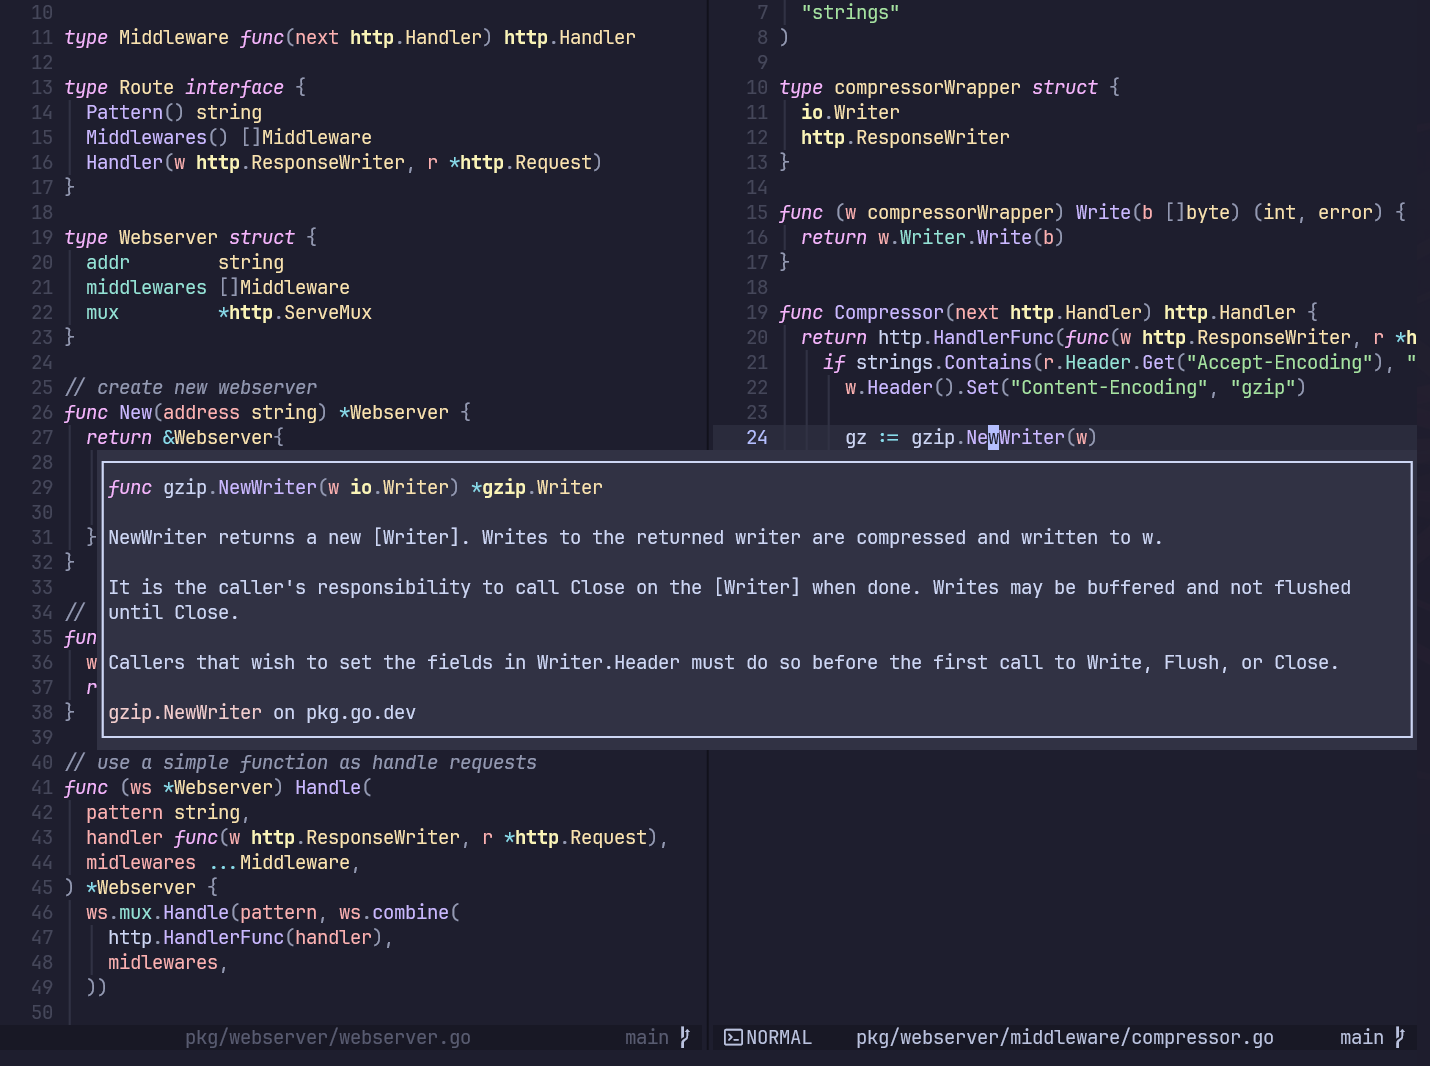 10
11 type Middleware func(next http.Handler) http.Handler
12
13 type Route interface {
14   Pattern() string
15   Middlewares() []Middleware
16   Handler(w http.ResponseWriter, r *http.Request)
17 }
18
19 type Webserver struct {
20   addr        string
21   middlewares []Middleware
22   mux         *http.ServeMux
23 }
24
25 // create new webserver
26 func New(address string) *Webserver {
27   return &Webserver{
28
29
30
31   }
32 }
33
34 //
35 fun
36   w
37   r
38 }
39
40 // use a simple function as handle requests
41 func (ws *Webserver) Handle(
42   pattern string,
43   handler func(w http.ResponseWriter, r *http.Request),
44   midlewares ...Middleware,
45 ) *Webserver {
46   ws.mux.Handle(pattern, ws.combine(
47     http.HandlerFunc(handler),
48     midlewares,
49   ))
50
pkg/webserver/webserver.go main
7   "strings"
8 )
9
10 type compressorWrapper struct {
11   io.Writer
12   http.ResponseWriter
13 }
14
15 func (w compressorWrapper) Write(b []byte) (int, error) {
16   return w.Writer.Write(b)
17 }
18
19 func Compressor(next http.Handler) http.Handler {
20   return http.HandlerFunc(func(w http.ResponseWriter, r *h
21     if strings.Contains(r.Header.Get("Accept-Encoding"), "
22       w.Header().Set("Content-Encoding", "gzip")
23
24       gz := gzip.NewWriter(w)
func gzip.NewWriter(w io.Writer) *gzip.Writer
NewWriter returns a new [Writer]. Writes to the returned writer are compressed and written to w.
It is the caller's responsibility to call Close on the [Writer] when done. Writes may be buffered and not flushed
until Close.
Callers that wish to set the fields in Writer.Header must do so before the first call to Write, Flush, or Close.
gzip.NewWriter on pkg.go.dev
NORMAL pkg/webserver/middleware/compressor.go main